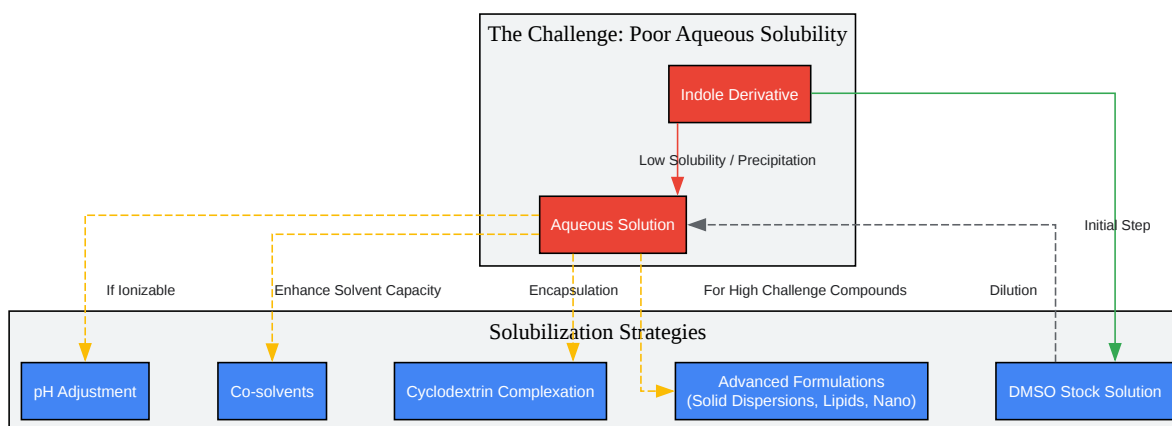 The Challenge: Poor Aqueous Solubility
Indole Derivative
Low Solubility / Precipitation
Aqueous Solution
Initial Step
If Ionizable
Enhance Solvent Capacity
Encapsulation
For High Challenge Compounds
Dilution
Solubilization Strategies
pH Adjustment
Co-solvents
Cyclodextrin Complexation
Advanced Formulations
(Solid Dispersions, Lipids, Nano)
DMSO Stock Solution